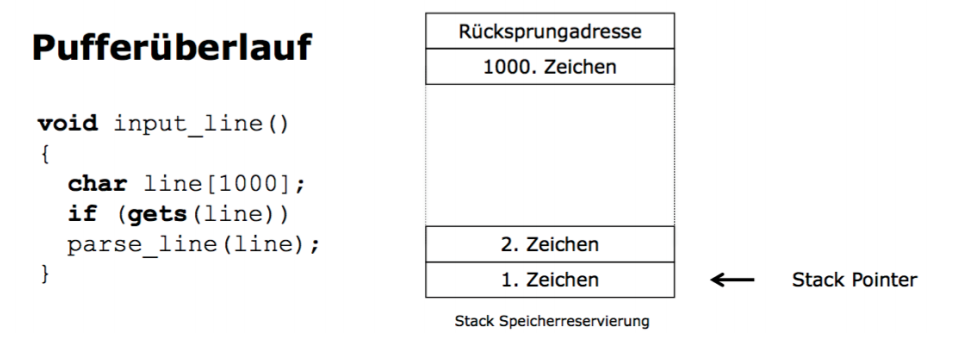 Pufferüberlauf
void input_line()
{
char line[1000];
if (gets(line))
parse_line(line);
}
Rücksprungadresse
1000. Zeichen
2. Zeichen
1. Zeichen
Stack Pointer
Stack Speicherreservierung